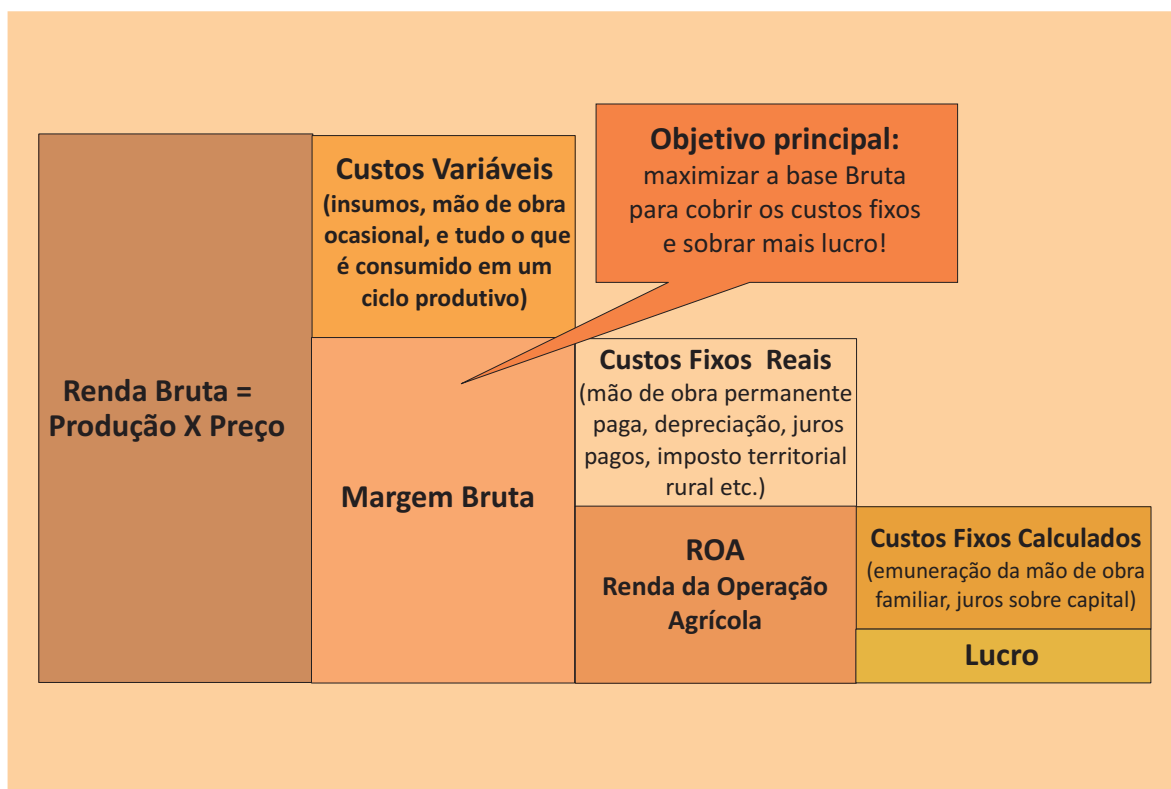 Renda Bruta =
Produção X Preço
Custos Variáveis
(insumos, mão de obra
ocasional, e tudo o que
é consumido em um
ciclo produtivo)
Margem Bruta
Objetivo principal:
maximizar a base Bruta
para cobrir os custos fixos
e sobrar mais lucro!
Custos Fixos Reais
(mão de obra permanente
paga, depreciação, juros
pagos, imposto territorial
rural etc.)
ROA
Renda da Operação
Agrícola
Custos Fixos Calculados
(emuneração da mão de obra
familiar, juros sobre capital)
Lucro